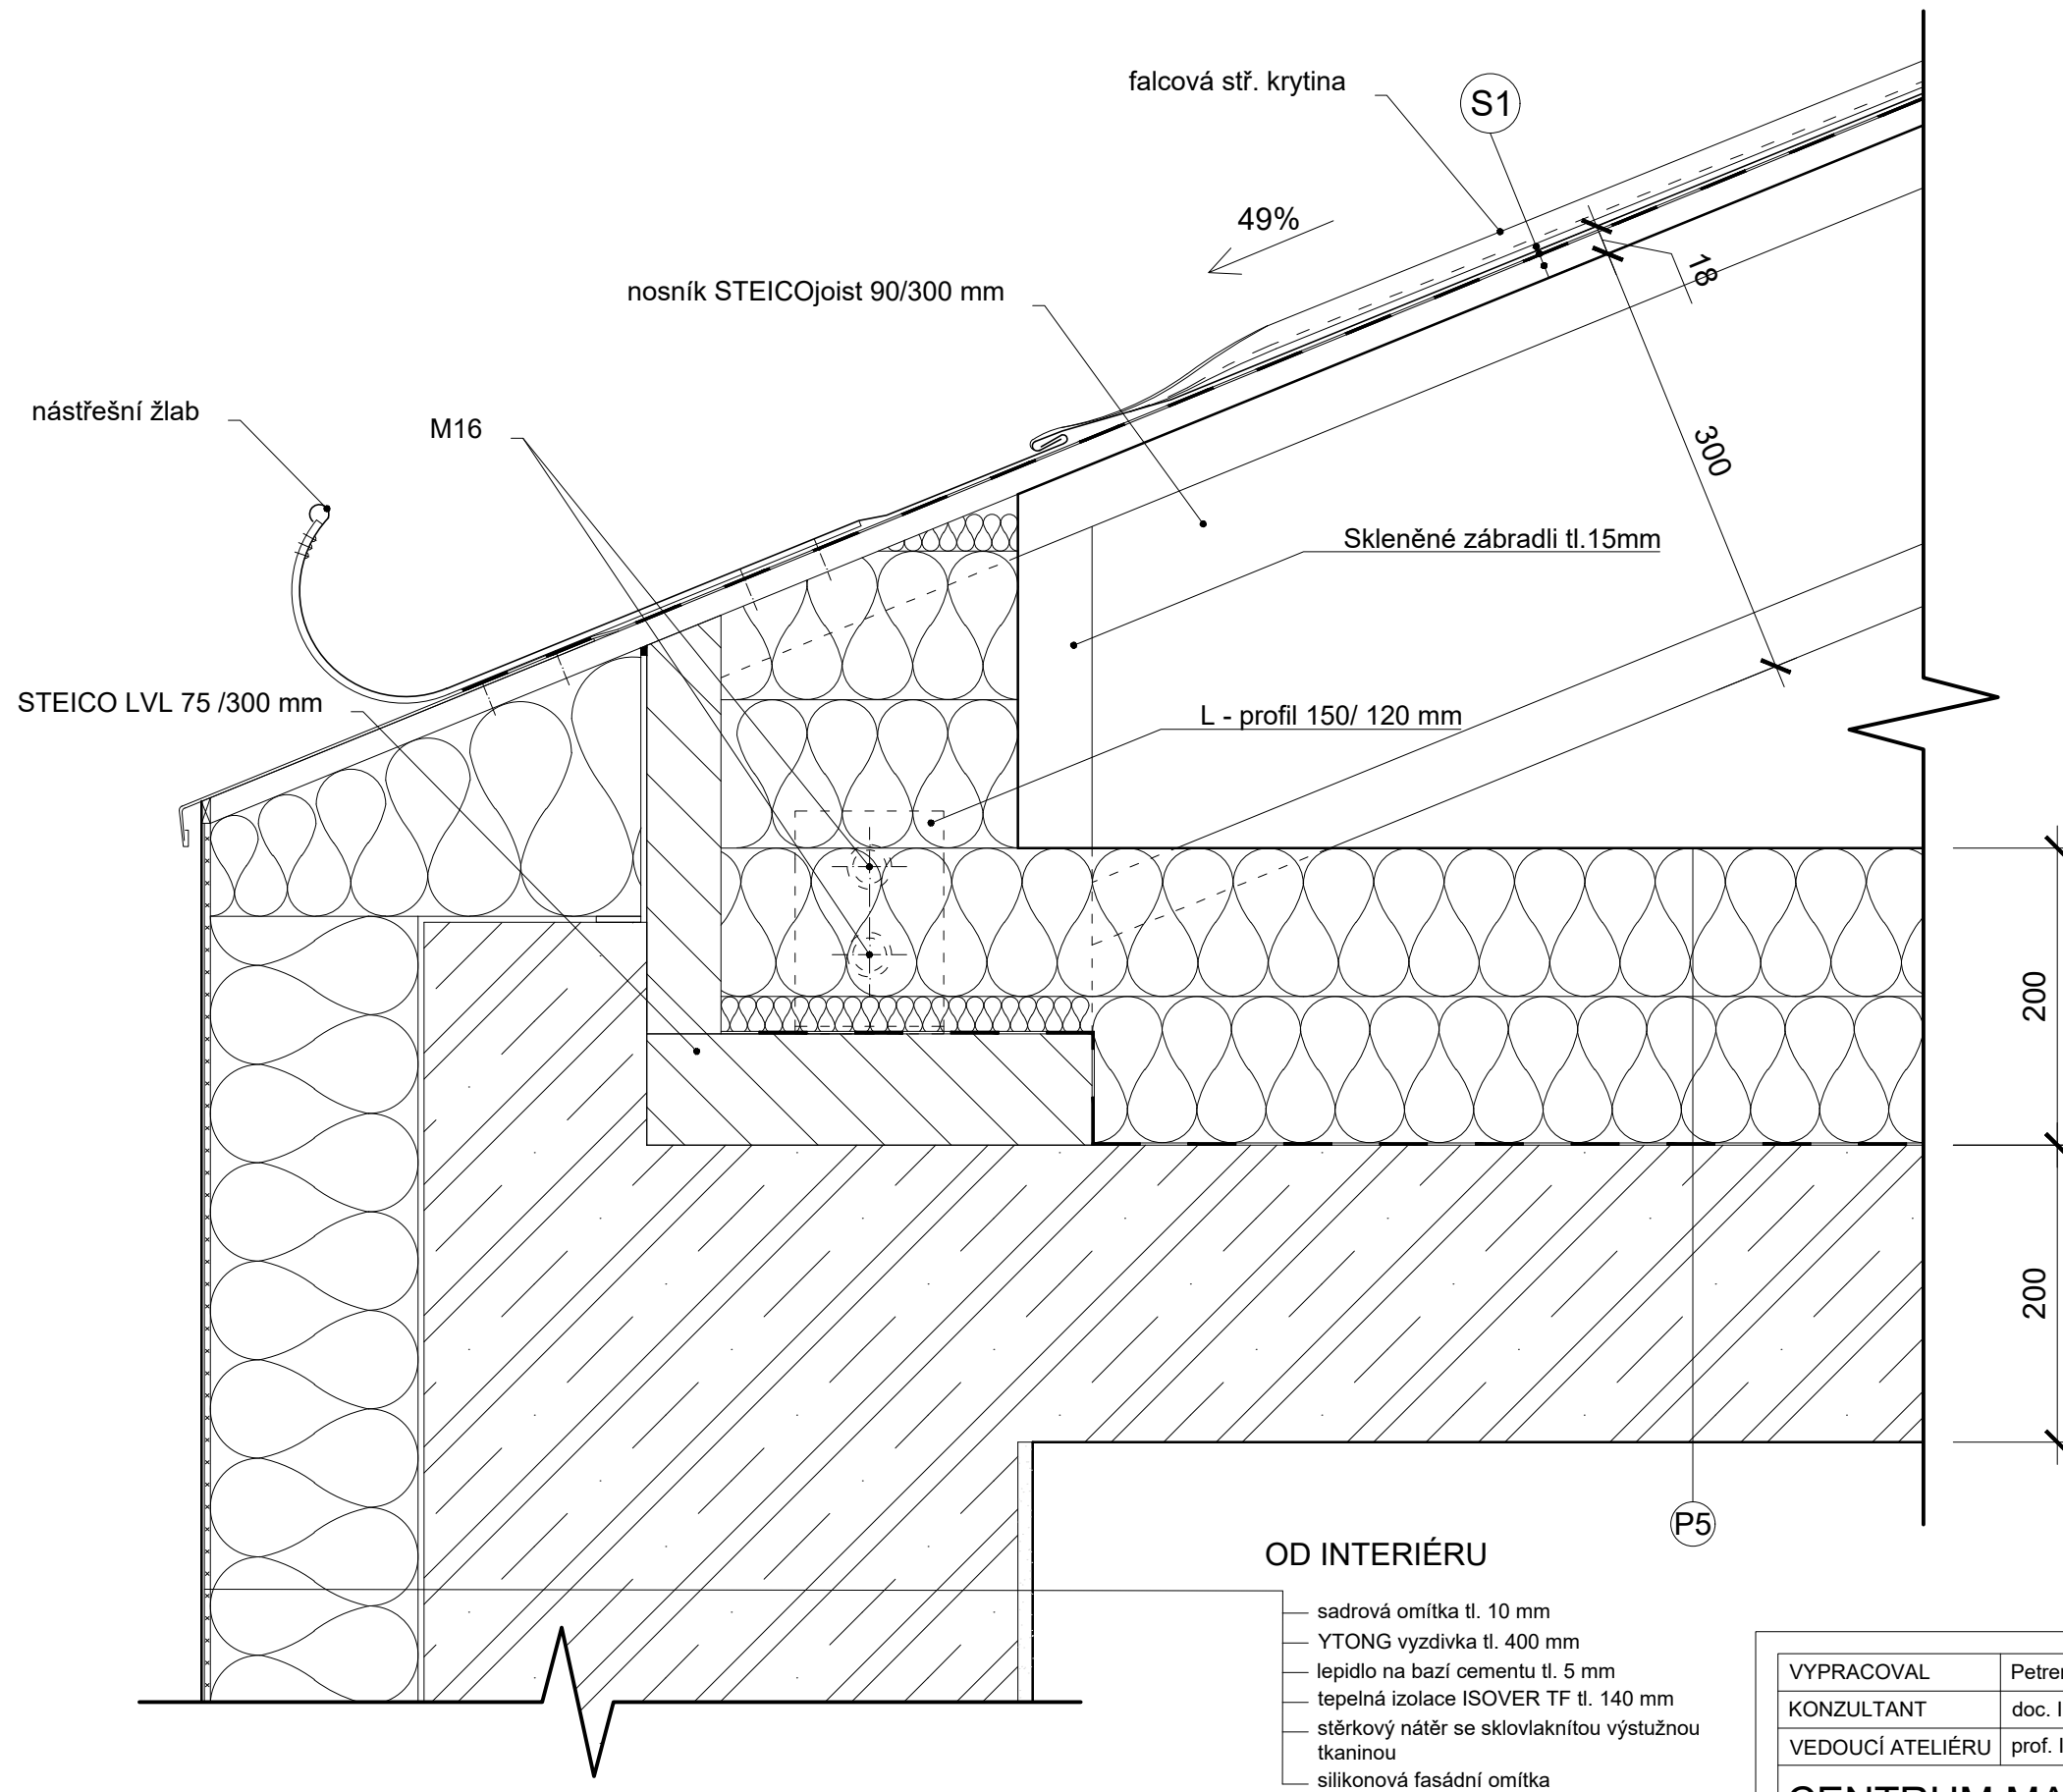 falcová stř. krytina
S1
49%
18
nosník STEICOjoist 90/300 mm
nástřešní žlab
M16
300
Skleněné zábradli tl.15mm
STEICO LVL 75 /300 mm
L - profil 150/ 120 mm
200
200
P5
OD INTERIÉRU
sadrová omítka tl. 10 mm
YTONG vyzdivka tl. 400 mm
lepidlo na bazí cementu tl. 5 mm
tepelná izolace ISOVER TF tl. 140 mm
stěrkový nátěr se sklovlaknítou výstužnou
tkaninou
silikonová fasádní omítka
VYPRACOVAL
KONZULTANT doc.
VEDOUCÍ ATELIÉRU prof.